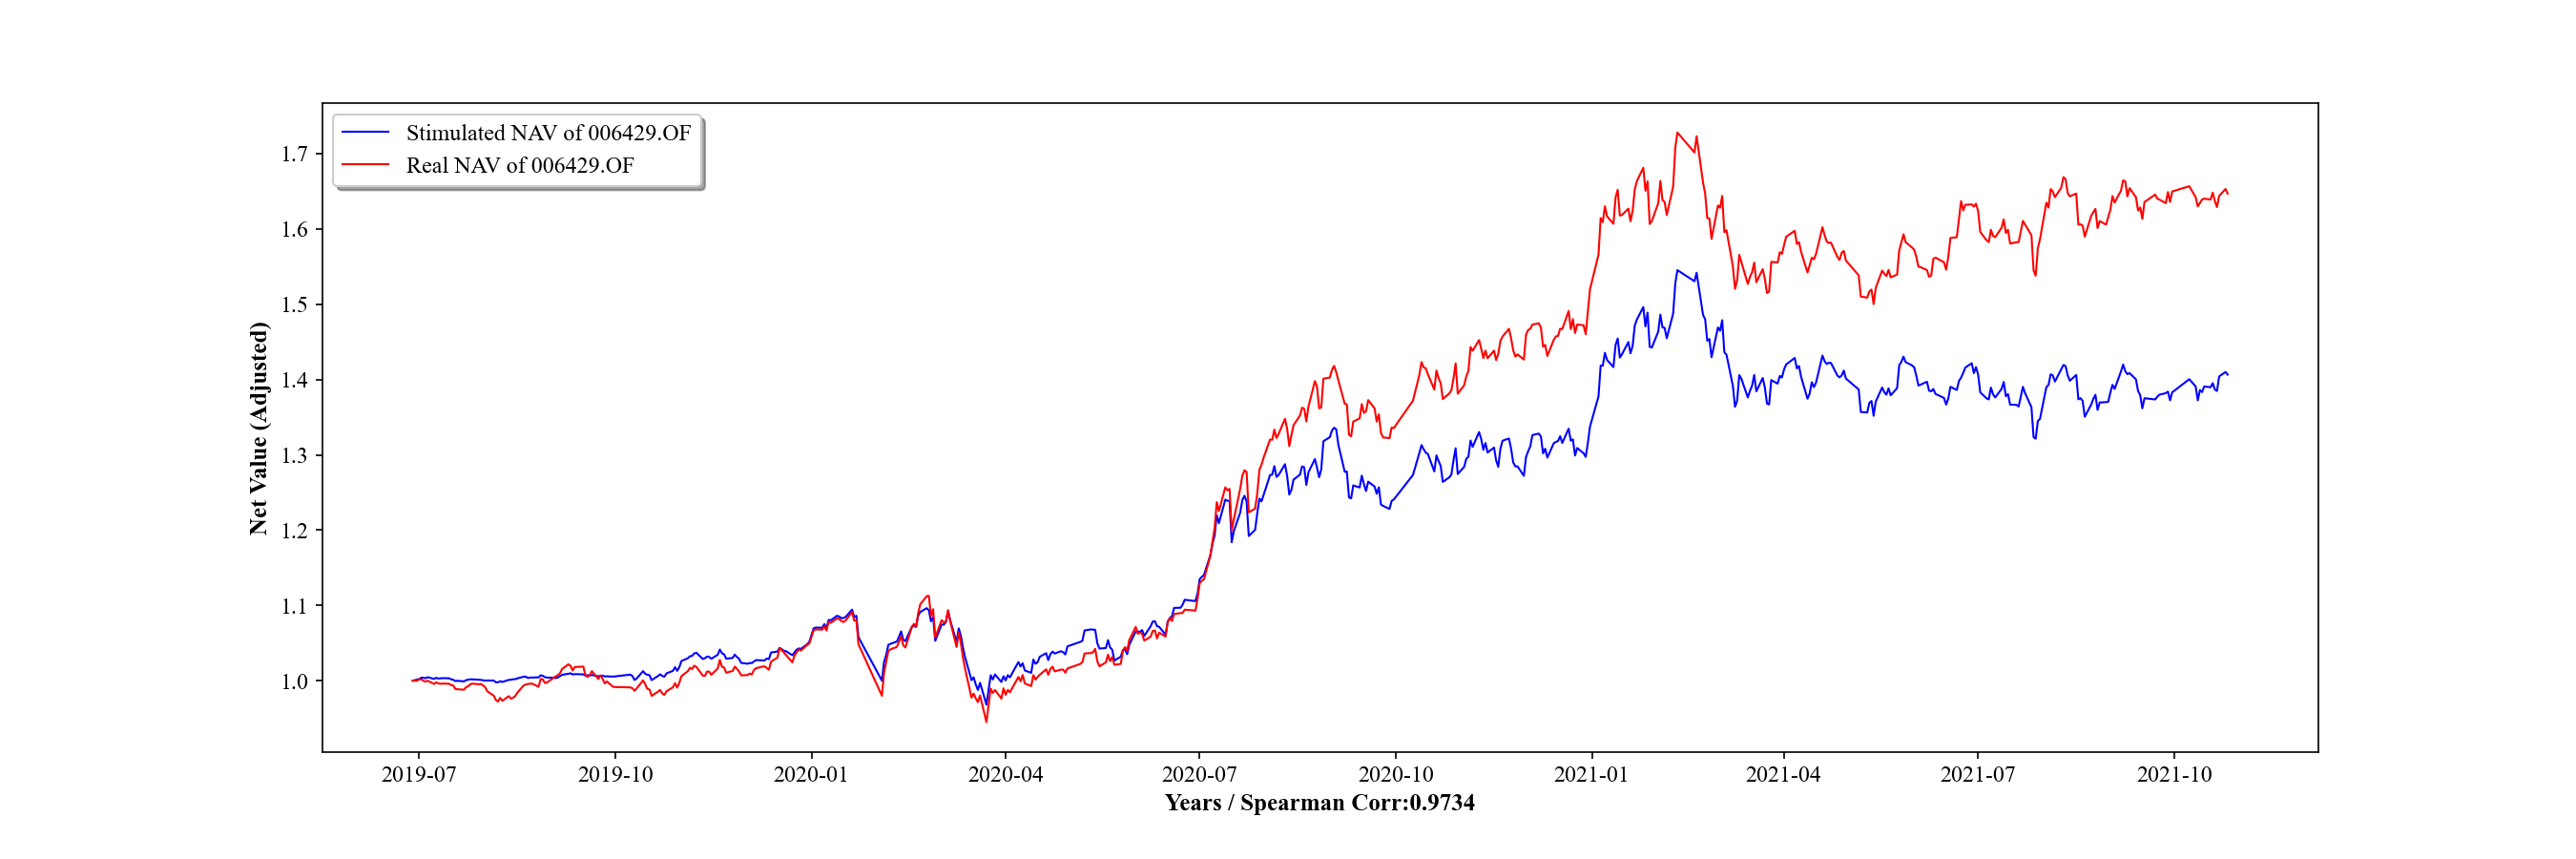 Stimulated NAV of 006429.OF
Real NAV of 006429.OF
1.7
1.6
1.5
1.4
1.3
1.2
1.1
1.0
Net Value (Adjusted)
2019-07 2019-10 2020-01 2020-04 2020-07 2020-10 2021-01 2021-04 2021-07 2021-10
Years / Spearman Corr:0.9734